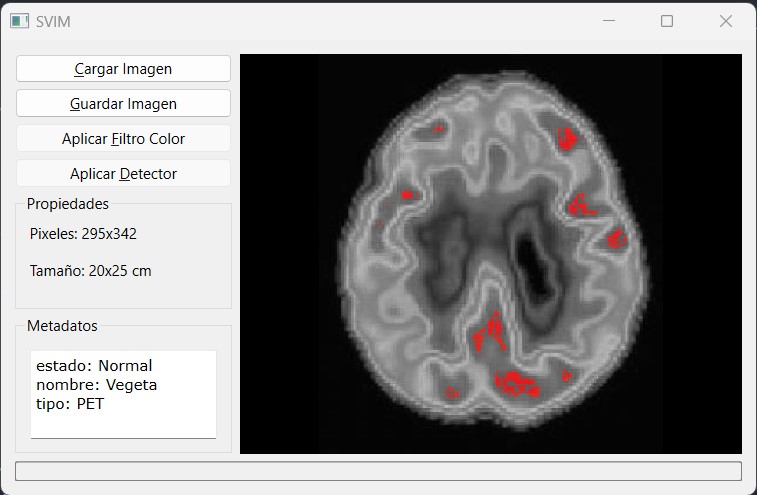 SVIM
Cargar Imagen
Guardar Imagen
Aplicar Filtro Color
Aplicar Detector
Propiedades
Pixeles: 295x342
Tamaño: 20x25 cm
Metadatos
estado: Normal
nombre: Vegeta
tipo: PET